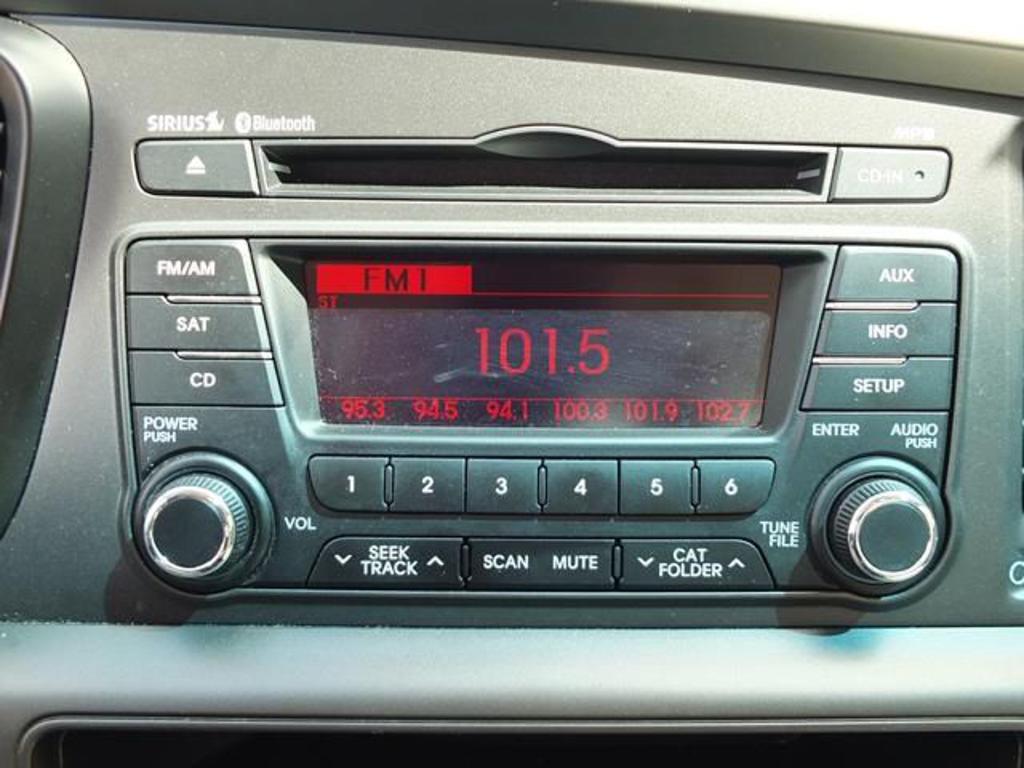 SIRIUS Bluetooth
MP3
CD-IN
FM/AM
SAT
CD
FM1
ST
101.5
95.3 94.5 94.1 100.3 101.9 102.7
AUX
INFO
SETUP
POWER
PUSH
ENTER
AUDIO
PUSH
1 2 3 4 5 6
VOL
TUNE
FILE
SEEK
TRACK
SCAN MUTE
CAT
FOLDER